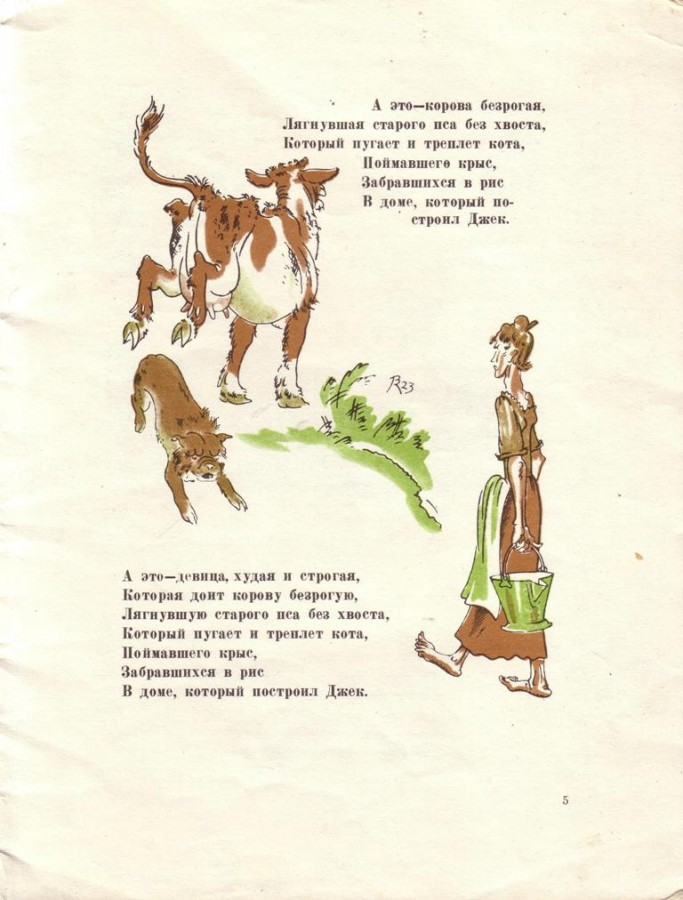 А это—корова безрогая,
Лягнувшая старого пса без хвоста,
Который пугает и треплет кота,
Поймавшего крыс,
Забравшихся в рис
В доме, который по-
строил Джек.
А это—девица, худая и строгая,
Которая доит корову безрогую,
Лягнувшую старого пса без хвоста,
Который пугает и треплет кота,
Поймавшего крыс,
Забравшихся в рис
В доме, который построил Джек.
5